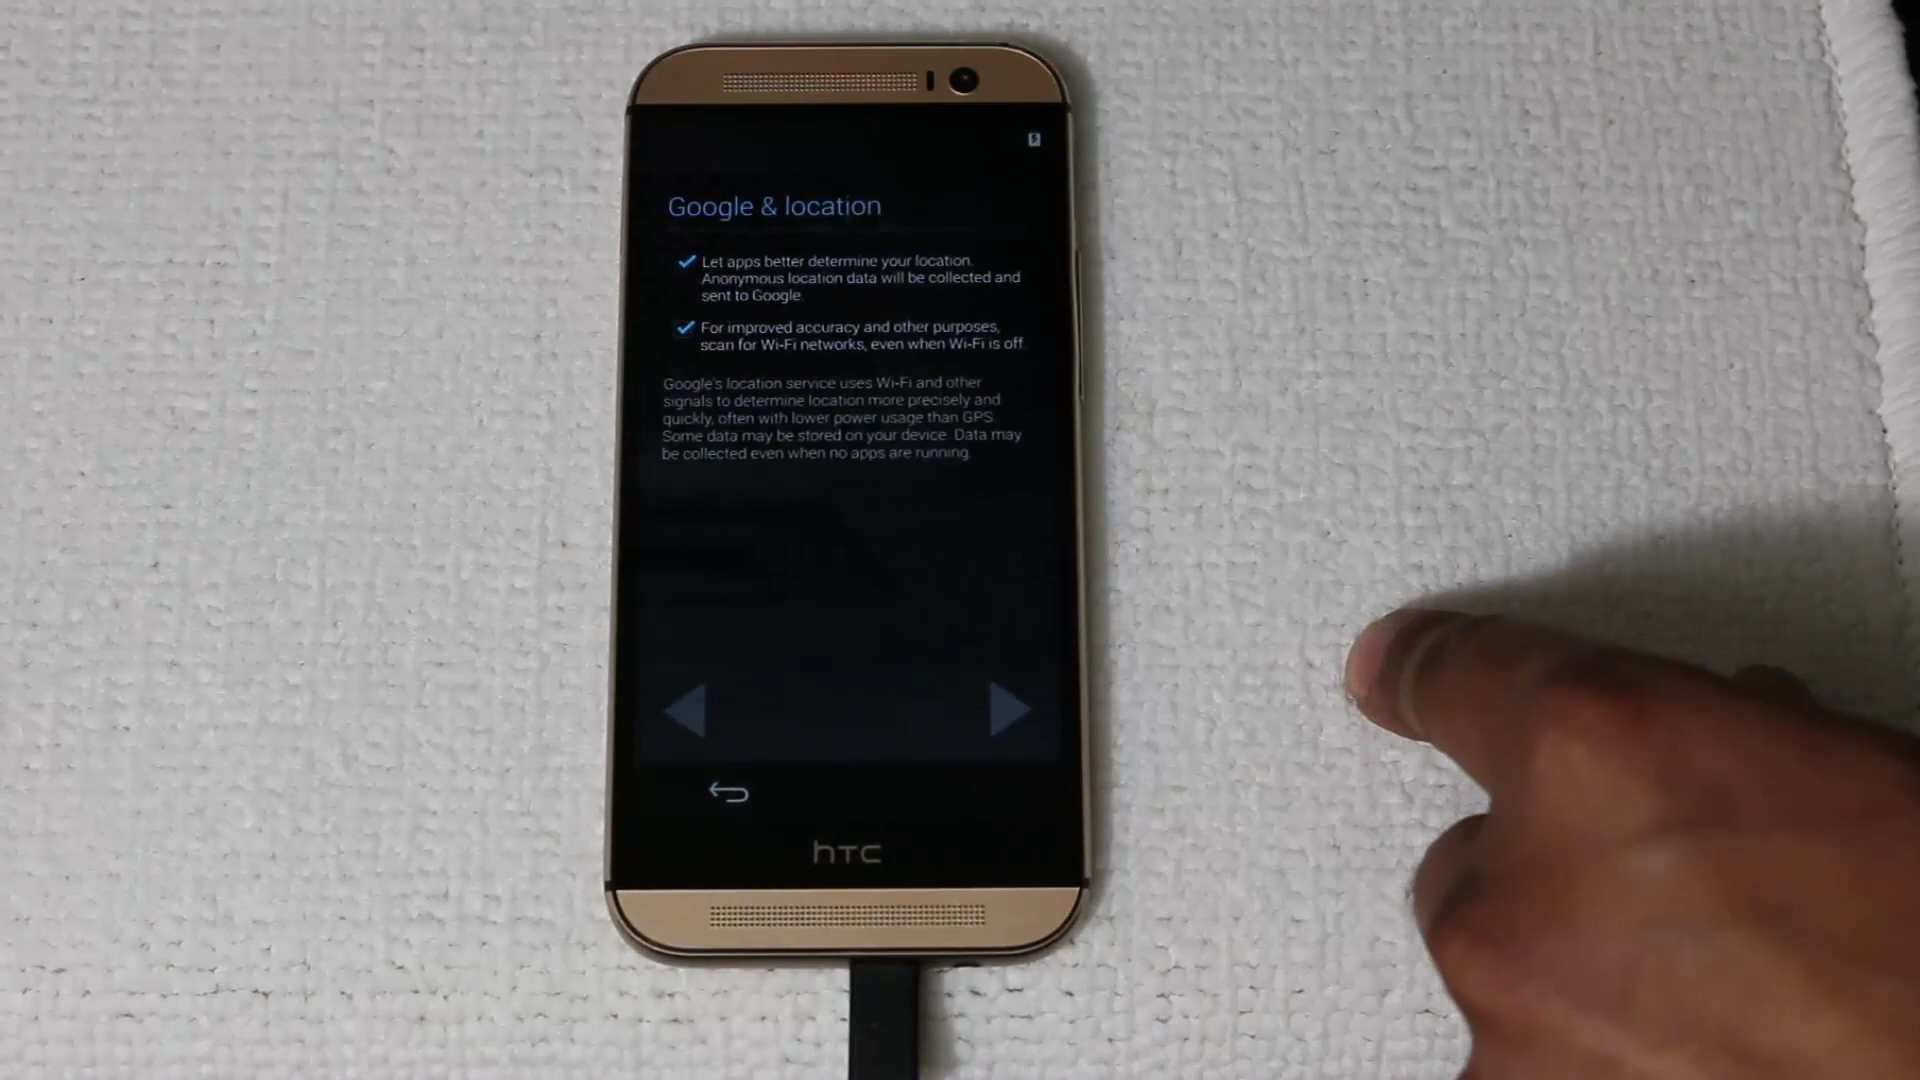 Google & location
Let apps better determine your location.
Anonymous location data will be collected and
sent to Google.
For improved accuracy and other purposes,
scan for Wi-Fi networks, even when Wi-Fi is off.
Google's location service uses Wi-Fi and other
signals to determine location more precisely and
quickly, often with lower power usage than GPS.
Some data may be stored on your device. Data may
be collected even when no apps are running.
hTC